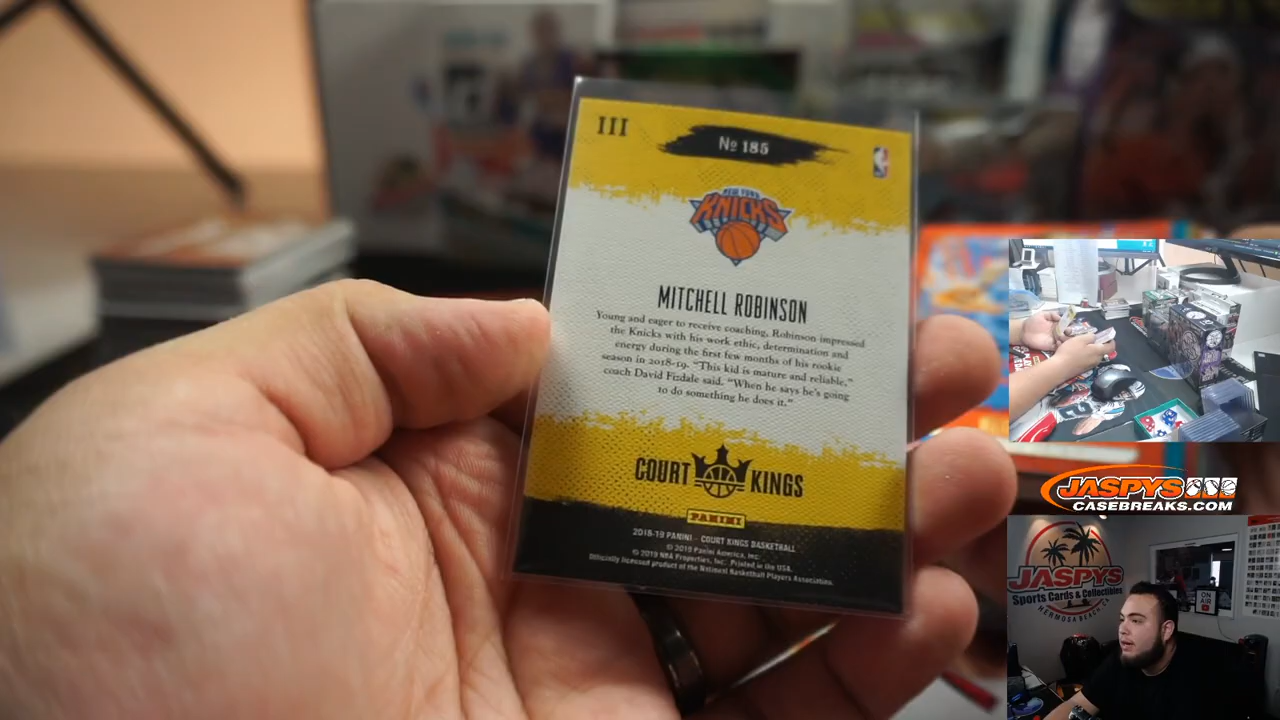 III
No 185
NEW YORK
KNICKS
MITCHELL ROBINSON
Young and eager to receive coaching, Robinson impressed
the Knicks with his work ethic, determination and
energy during the first few months of his rookie
season in 2018-19. "This kid is mature and reliable,"
coach David Fizdale said. "When he says he's going
to do something he does it."
COURT KINGS
PANINI
2018-19 PANINI - COURT KINGS BASKETBALL
© 2019 Panini America, Inc.
© 2019 NBA Properties, Inc. Printed in the USA.
Officially licensed product of the National Basketball Players Association.
JASPYS
CASEBREAKS.COM
JASPYS
Sports Cards & Collectibles
HERMOSA BEACH, CA
ON
AIR